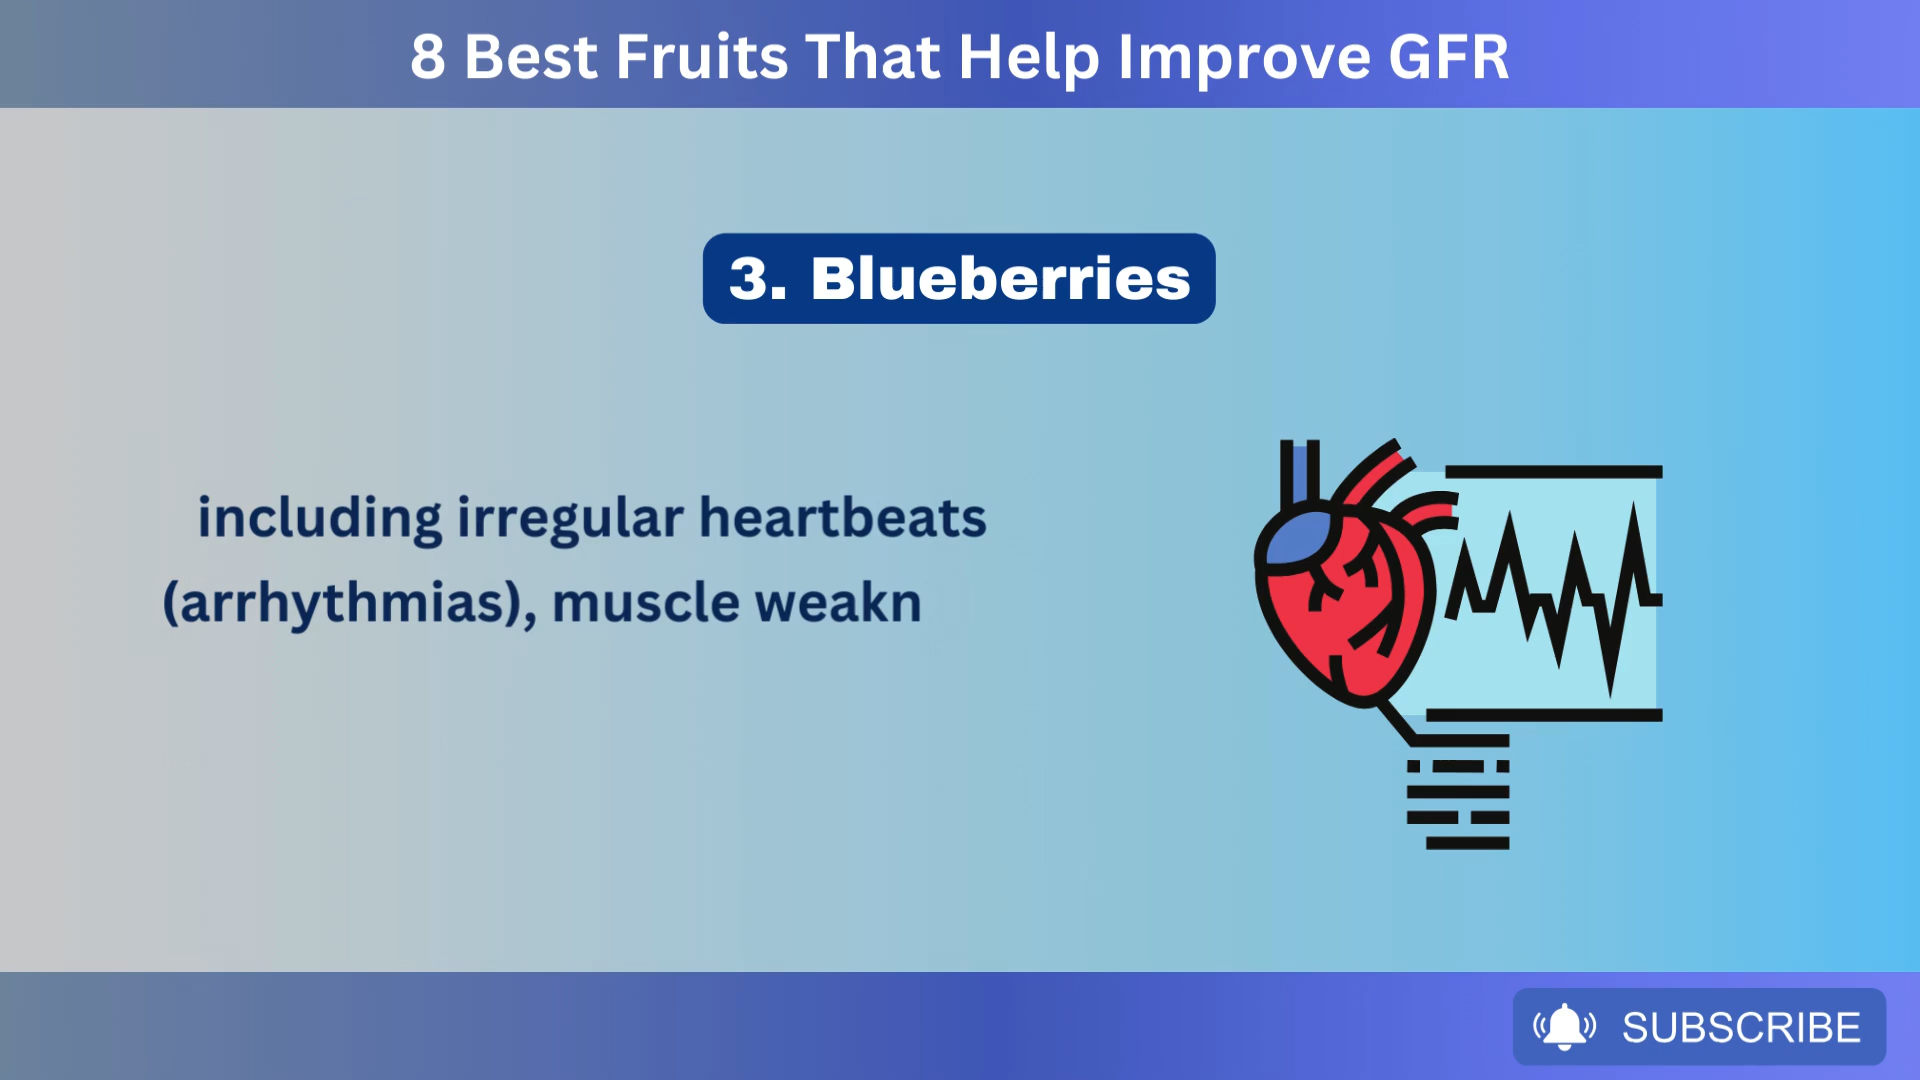 8 Best Fruits That Help Improve GFR
3. Blueberries
including irregular heartbeats
(arrhythmias), muscle weakn
SUBSCRIBE